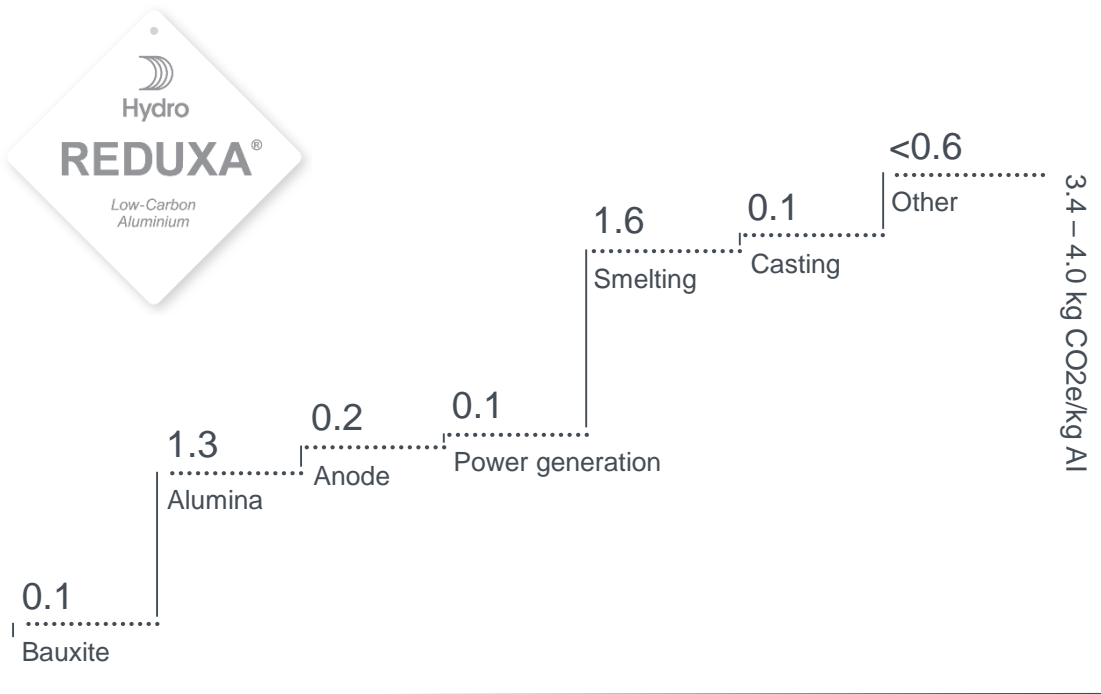 Hydro
REDUXA®
Low-Carbon
Aluminium
<0.6
Other
0.1
Casting
1.6
Smelting
0.1
Power generation
0.2
Anode
1.3
Alumina
0.1
Bauxite
3.4 – 4.0 kg CO2e/kg Al